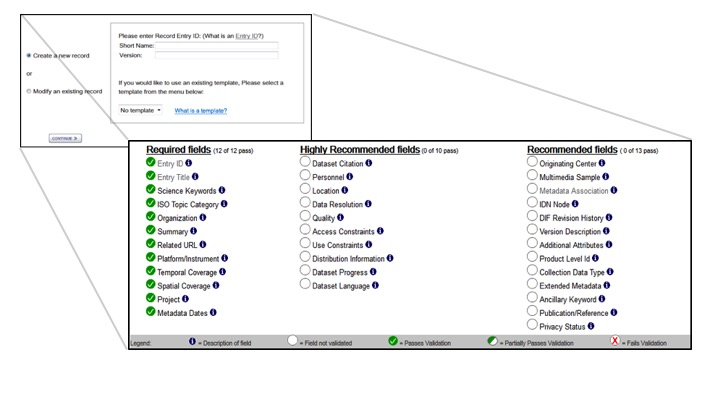 Please enter Record Entry ID: (What is an Entry ID?)
Short Name:
Version:
Create a new record
or
Modify an existing record
If you would like to use an existing template, Please select a
template from the menu below:
No template
What is a template?
CONTINUE >
Required fields (12 of 12 pass)
Entry ID
Entry Title
Science Keywords
ISO Topic Category
Organization
Summary
Related URL
Platform/Instrument
Temporal Coverage
Spatial Coverage
Project
Metadata Dates
Highly Recommended fields (0 of 10 pass)
Dataset Citation
Personnel
Location
Data Resolution
Quality
Access Constraints
Use Constraints
Distribution Information
Dataset Progress
Dataset Language
Recommended fields ( 0 of 13 pass)
Originating Center
Multimedia Sample
Metadata Association
IDN Node
DIF Revision History
Version Description
Additional Attributes
Product Level Id
Collection Data Type
Extended Metadata
Ancillary Keyword
Publication/Reference
Privacy Status
Legend: = Description of field = Field not validated = Passes Validation = Partially Passes Validation X = Fails Validation